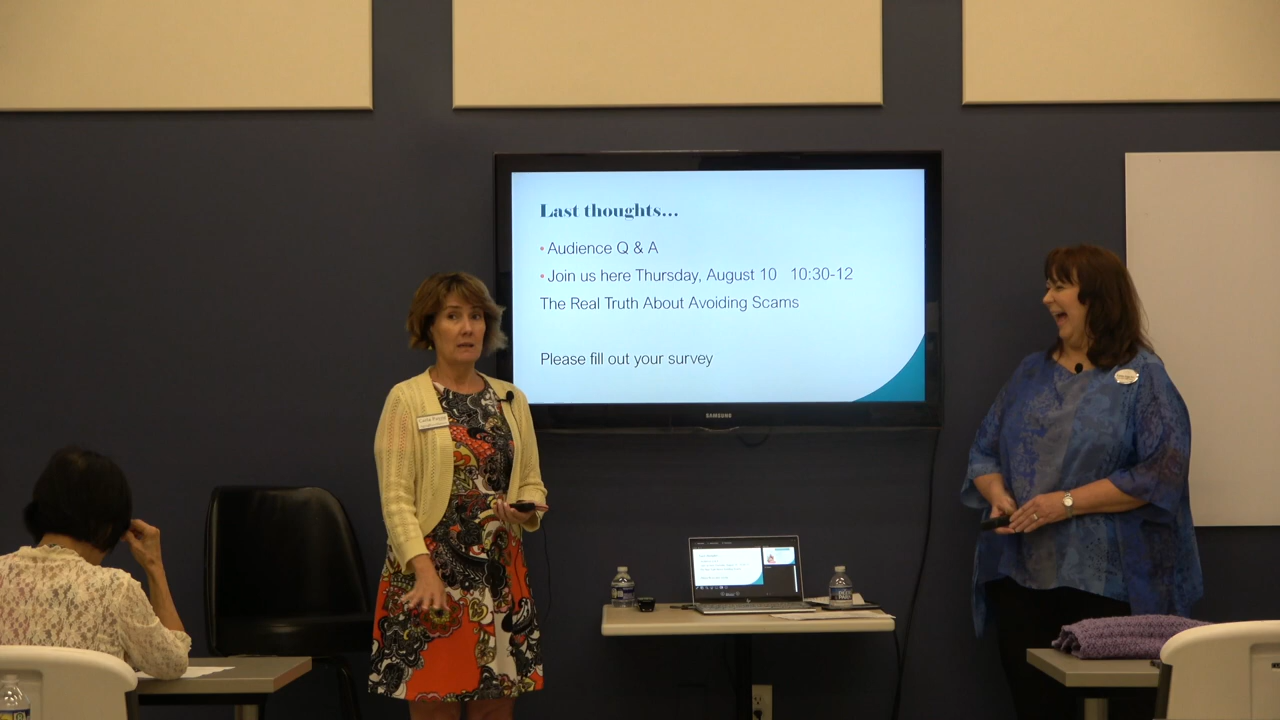 Last thoughts...
• Audience Q & A
• Join us here Thursday, August 10 10:30-12
The Real Truth About Avoiding Scams
Please fill out your survey
SAMSUNG